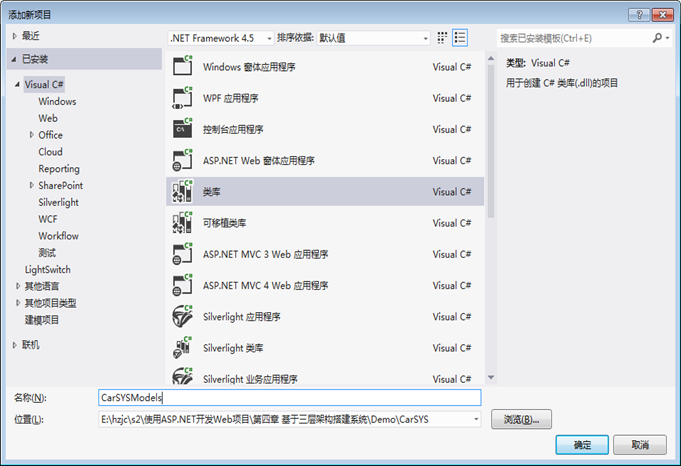 添加新项目
最近
已安装
Visual C#
Windows
Web
Office
Cloud
Reporting
SharePoint
Silverlight
WCF
Workflow
测试
LightSwitch
其他语言
其他项目类型
建模项目
联机
.NET Framework 4.5 排序依据: 默认值
Windows 窗体应用程序 Visual C#
WPF 应用程序 Visual C#
控制台应用程序 Visual C#
ASP.NET Web 窗体应用程序 Visual C#
类库 Visual C#
可移植类库 Visual C#
ASP.NET MVC 3 Web 应用程序 Visual C#
ASP.NET MVC 4 Web 应用程序 Visual C#
Silverlight 应用程序 Visual C#
Silverlight 类库 Visual C#
Silverlight 业务应用程序 Visual C#
搜索已安装模板(Ctrl+E)
类型: Visual C#
用于创建 C# 类库(.dll)的项目
名称(N): CarSYSModels
位置(L): E:\hzjc\s2\使用ASP.NET开发Web项目\第四章 基于三层架构搭建系统\Demo\CarSYS 浏览(B)...
确定 取消